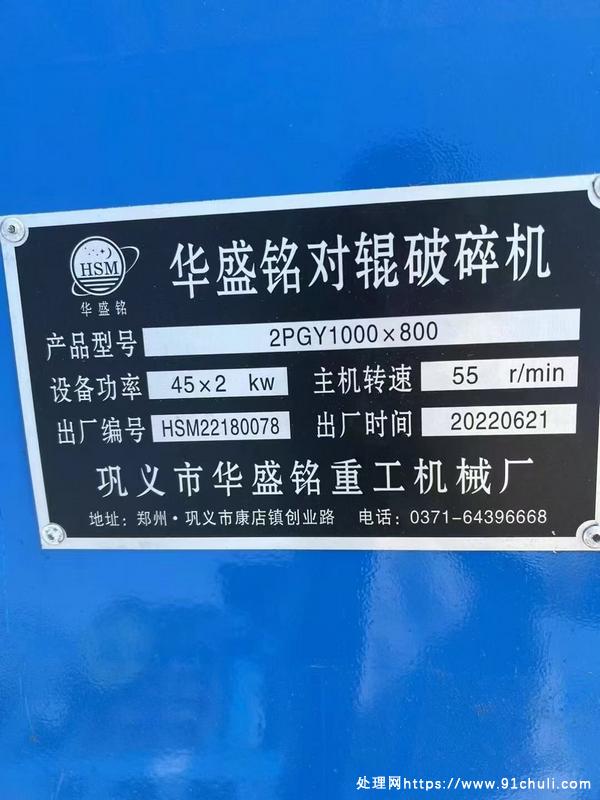 HSM
华盛铭
华盛铭对辊破碎机
产品型号 2PGY1000×800
设备功率 45×2 kw 主机转速 55 r/min
出厂编号 HSM22180078 出厂时间 20220621
巩义市华盛铭重工机械厂
地址: 郑州·巩义市康店镇创业路 电话: 0371-64396668
处理网https://www.91chuli.com/